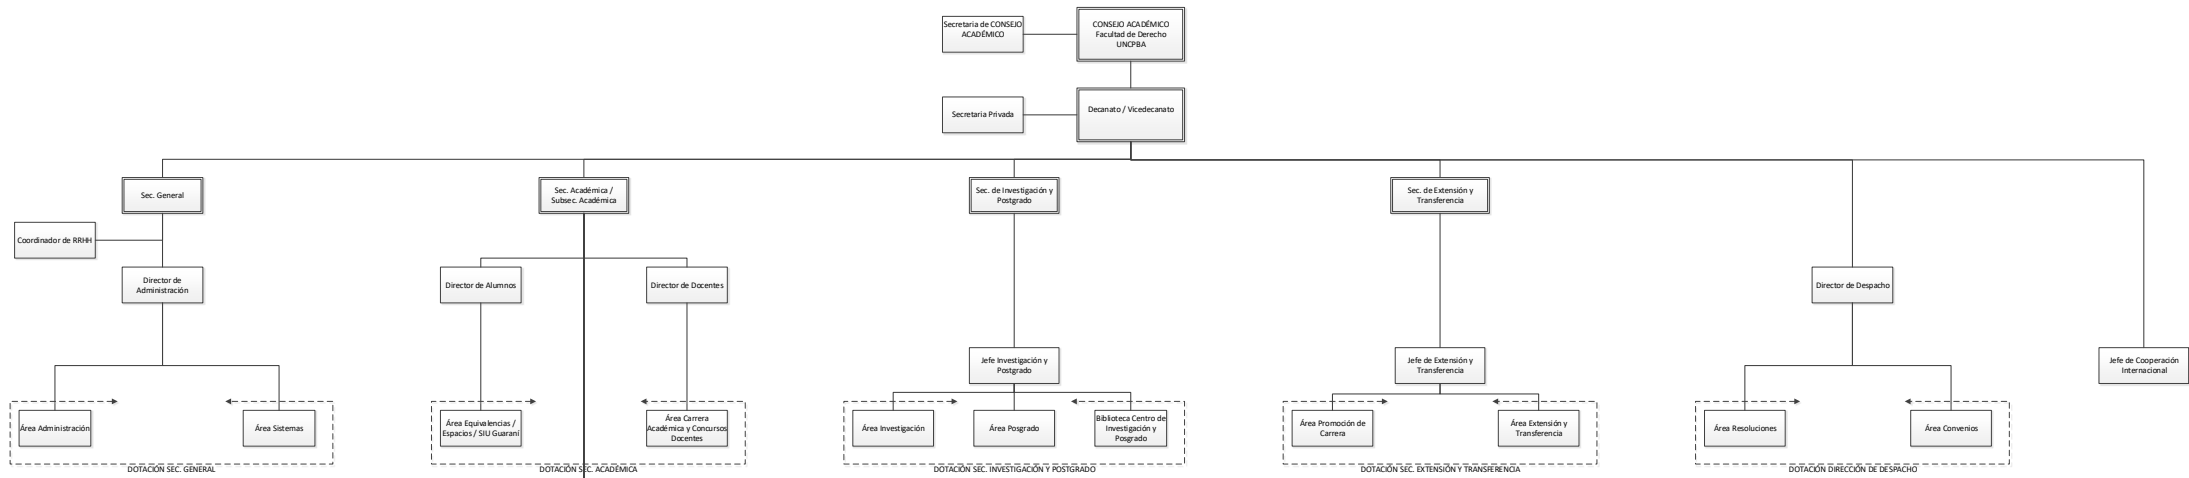 Secretaria de CONSEJO
ACADÉMICO
CONSEJO ACADÉMICO
Facultad de Derecho
UNCPBA
Secretaria Privada
Decanato / Vicedecanato
Sec. General
Sec. Académica /
Subsec. Académica
Sec. de Investigación y
Postgrado
Sec. de Extensión y
Transferencia
Coordinador de RRHH
Director de
Administración
Director de Alumnos
Director de Docentes
Director de Despacho
Jefe Investigación y
Postgrado
Jefe de Extensión y
Transferencia
Jefe de Cooperación
Internacional
Área Administración
Área Sistemas
Área Equivalencias /
Espacios / SIU Guaraní
Área Carrera
Académica y Concursos
Docentes
Área Investigación
Área Posgrado
Biblioteca Centro de
Investigación y
Posgrado
Área Promoción de
Carrera
Área Extensión y
Transferencia
Área Resoluciones
Área Convenios
DOTACIÓN SEC. GENERAL
DOTACIÓN SEC. ACADÉMICA
DOTACIÓN SEC. INVESTIGACIÓN Y POSTGRADO
DOTACIÓN SEC. EXTENSIÓN Y TRANSFERENCIA
DOTACIÓN DIRECCIÓN DE DESPACHO